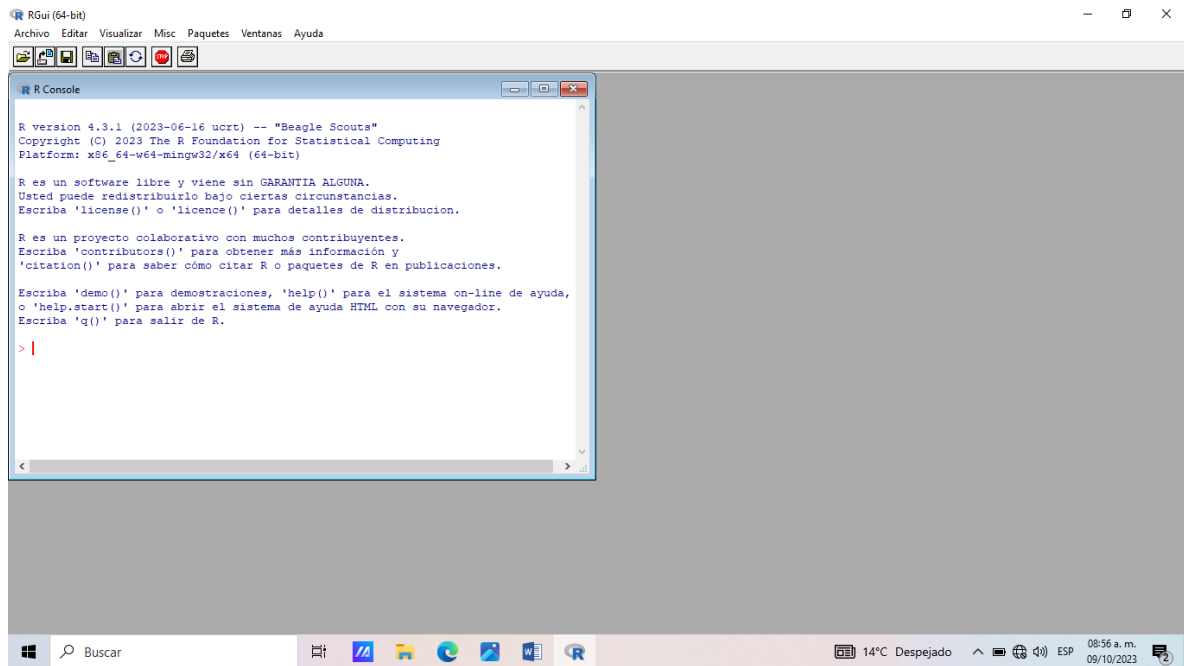 RGui (64-bit)
Archivo Editar Visualizar Misc Paquetes Ventanas Ayuda
STOP
R Console
R version 4.3.1 (2023-06-16 ucrt) -- "Beagle Scouts"
Copyright (C) 2023 The R Foundation for Statistical Computing
Platform: x86_64-w64-mingw32/x64 (64-bit)
R es un software libre y viene sin GARANTIA ALGUNA.
Usted puede redistribuirlo bajo ciertas circunstancias.
Escriba 'license()' o 'licence()' para detalles de distribucion.
R es un proyecto colaborativo con muchos contribuyentes.
Escriba 'contributors()' para obtener más información y
'citation()' para saber cómo citar R o paquetes de R en publicaciones.
Escriba 'demo()' para demostraciones, 'help()' para el sistema on-line de ayuda,
o 'help.start()' para abrir el sistema de ayuda HTML con su navegador.
Escriba 'q()' para salir de R.
>
Buscar
14°C Despejado
ESP
08:56 a. m.
09/10/2023
2